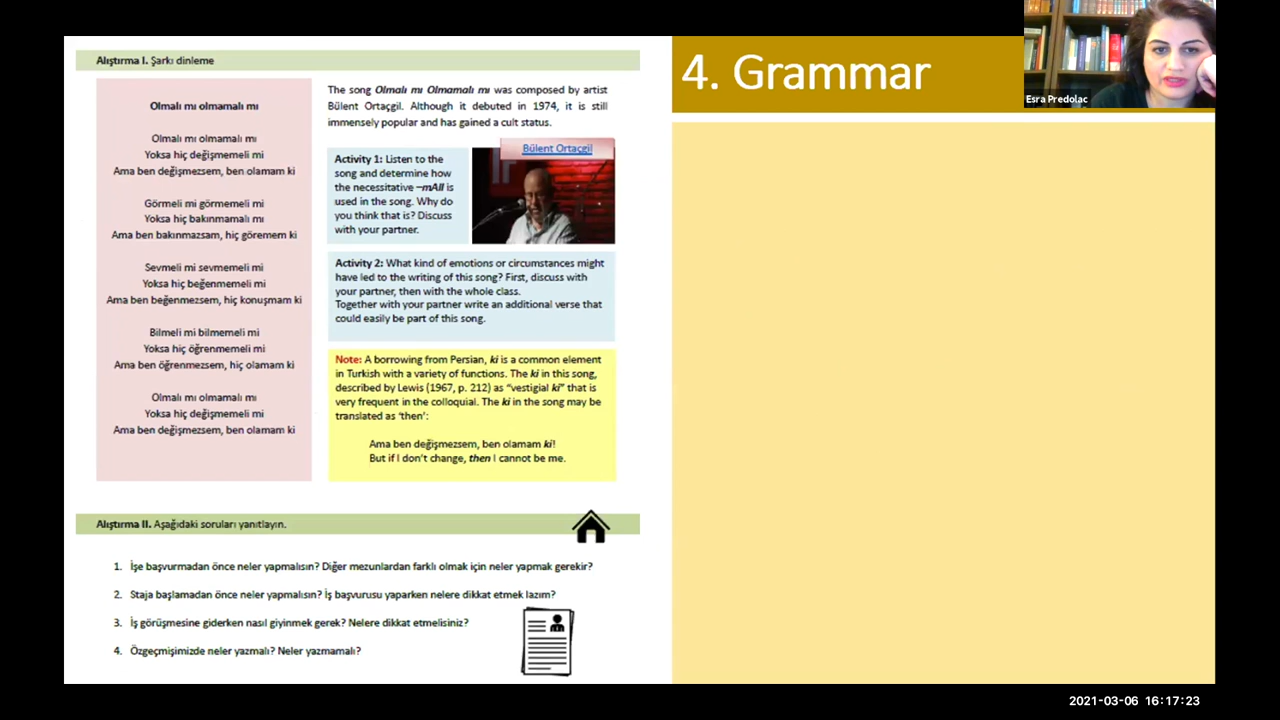 Alıştırma I. Şarkı dinleme
Olmalı mı olmamalı mı
Olmalı mı olmamalı mı
Yoksa hiç değişmemeli mi
Ama ben değişmezsem, ben olamam ki
Görmeli mi görmemeli mi
Yoksa hiç bakınmamalı mı
Ama ben bakınmazsam, hiç göremem ki
Sevmeli mi sevmemeli mi
Yoksa hiç beğenmemeli mi
Ama ben beğenmezsem, hiç konuşmam ki
Bilmeli mi bilmemeli mi
Yoksa hiç öğrenmemeli mi
Ama ben öğrenmezsem, hiç olamam ki
Olmalı mı olmamalı mı
Yoksa hiç değişmemeli mi
Ama ben değişmezsem, ben olamam ki
The song Olmalı mı Olmamalı mı was composed by artist
Bülent Ortaçgil. Although it debuted in 1974, it is still
immensely popular and has gained a cult status.
Activity 1: Listen to the
song and determine how
the necessitative –mAlI is
used in the song. Why do
you think that is? Discuss
with your partner.
Bülent Ortaçgil
Activity 2: What kind of emotions or circumstances might
have led to the writing of this song? First, discuss with
your partner, then with the whole class.
Together with your partner write an additional verse that
could easily be part of this song.
Note: A borrowing from Persian, ki is a common element
in Turkish with a variety of functions. The ki in this song,
described by Lewis (1967, p. 212) as “vestigial ki” that is
very frequent in the colloquial. The ki in the song may be
translated as ‘then’:
Ama ben değişmezsem, ben olamam ki!
But if I don’t change, then I cannot be me.
Alıştırma II. Aşağıdaki soruları yanıtlayın.
1. İşe başvurmadan önce neler yapmalısın? Diğer mezunlardan farklı olmak için neler yapmak gerekir?
2. Staja başlamadan önce neler yapmalısın? İş başvurusu yaparken nelere dikkat etmek lazım?
3. İş görüşmesine giderken nasıl giyinmek gerek? Nelere dikkat etmelisiniz?
4. Özgeçmişimizde neler yazmalı? Neler yazmamalı?
4. Grammar
Esra Predolac
2021-03-06 16:17:23